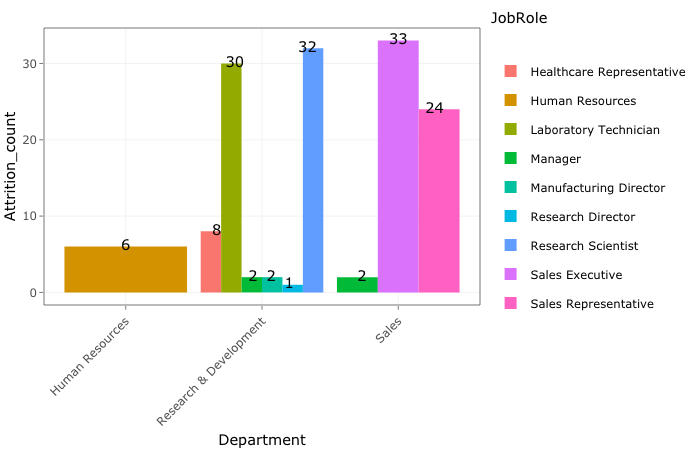 JobRole
Healthcare Representative
Human Resources
Laboratory Technician
Manager
Manufacturing Director
Research Director
Research Scientist
Sales Executive
Sales Representative
Attrition_count
30
20
10
0
6
8
30
2
2
1
32
2
33
24
Human Resources
Research & Development
Sales
Department